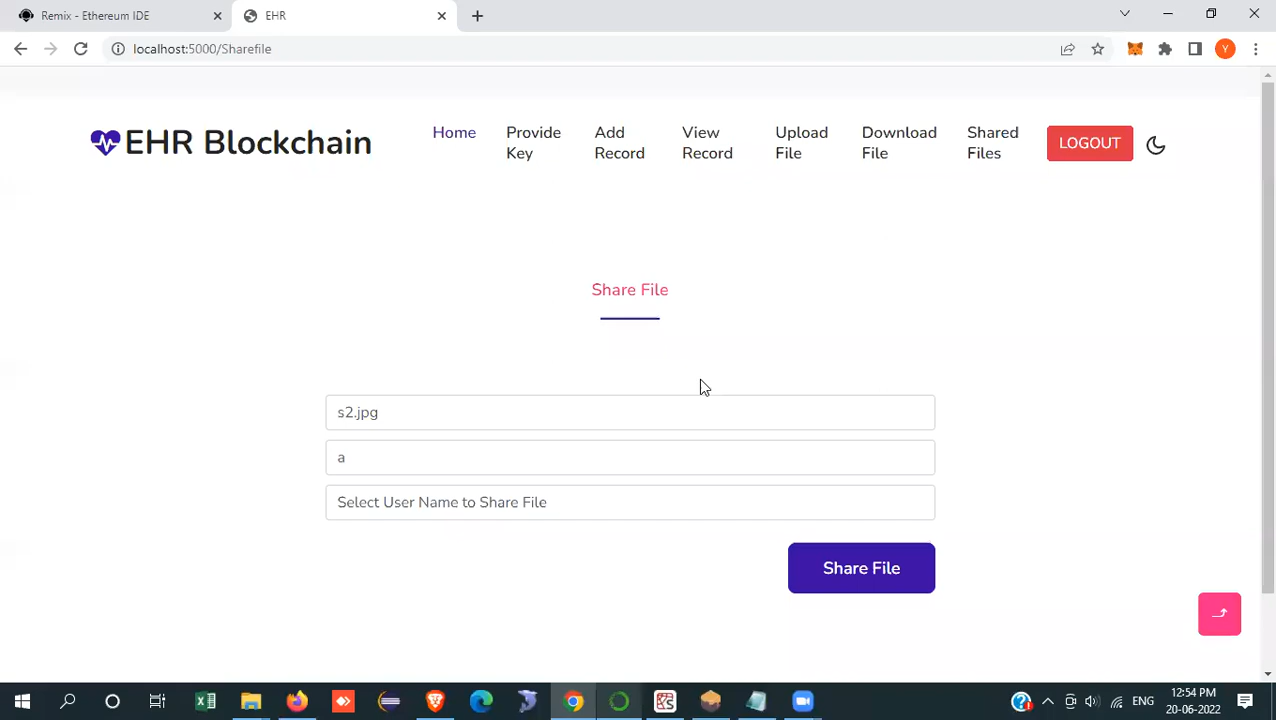 Remix - Ethereum IDE
EHR
localhost:5000/Sharefile
Y
EHR Blockchain
Home
Provide
Key
Add
Record
View
Record
Upload
File
Download
File
Shared
Files
LOGOUT
Share File
s2.jpg
a
Select User Name to Share File
Share File
ENG
12:54 PM
20-06-2022